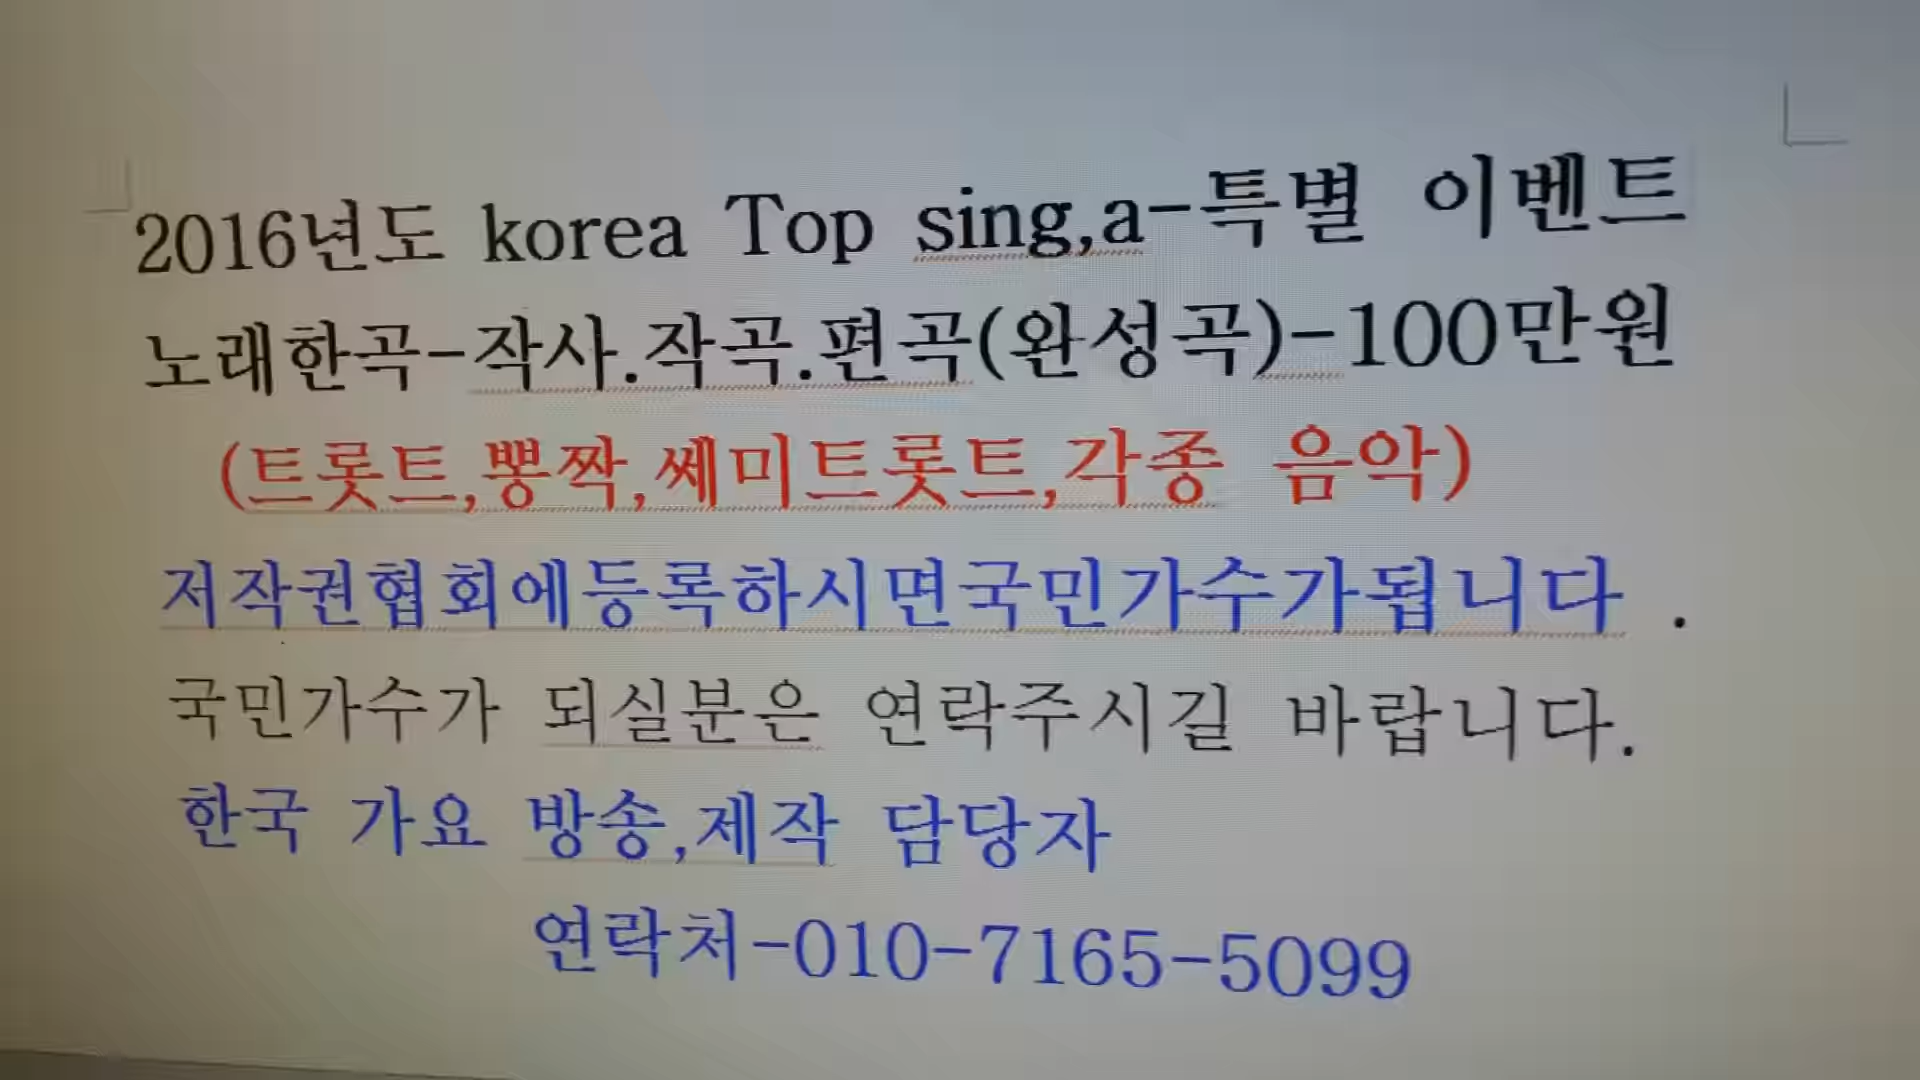 2016년도 korea Top sing,a-특별 이벤트
노래한곡-작사.작곡.편곡(완성곡)-100만원
(트롯트,뽕짝,쎄미트롯트,각종 음악)
저작권협회에등록하시면국민가수가됩니다 .
국민가수가 되실분은 연락주시길 바랍니다.
한국 가요 방송,제작 담당자
연락처-010-7165-5099